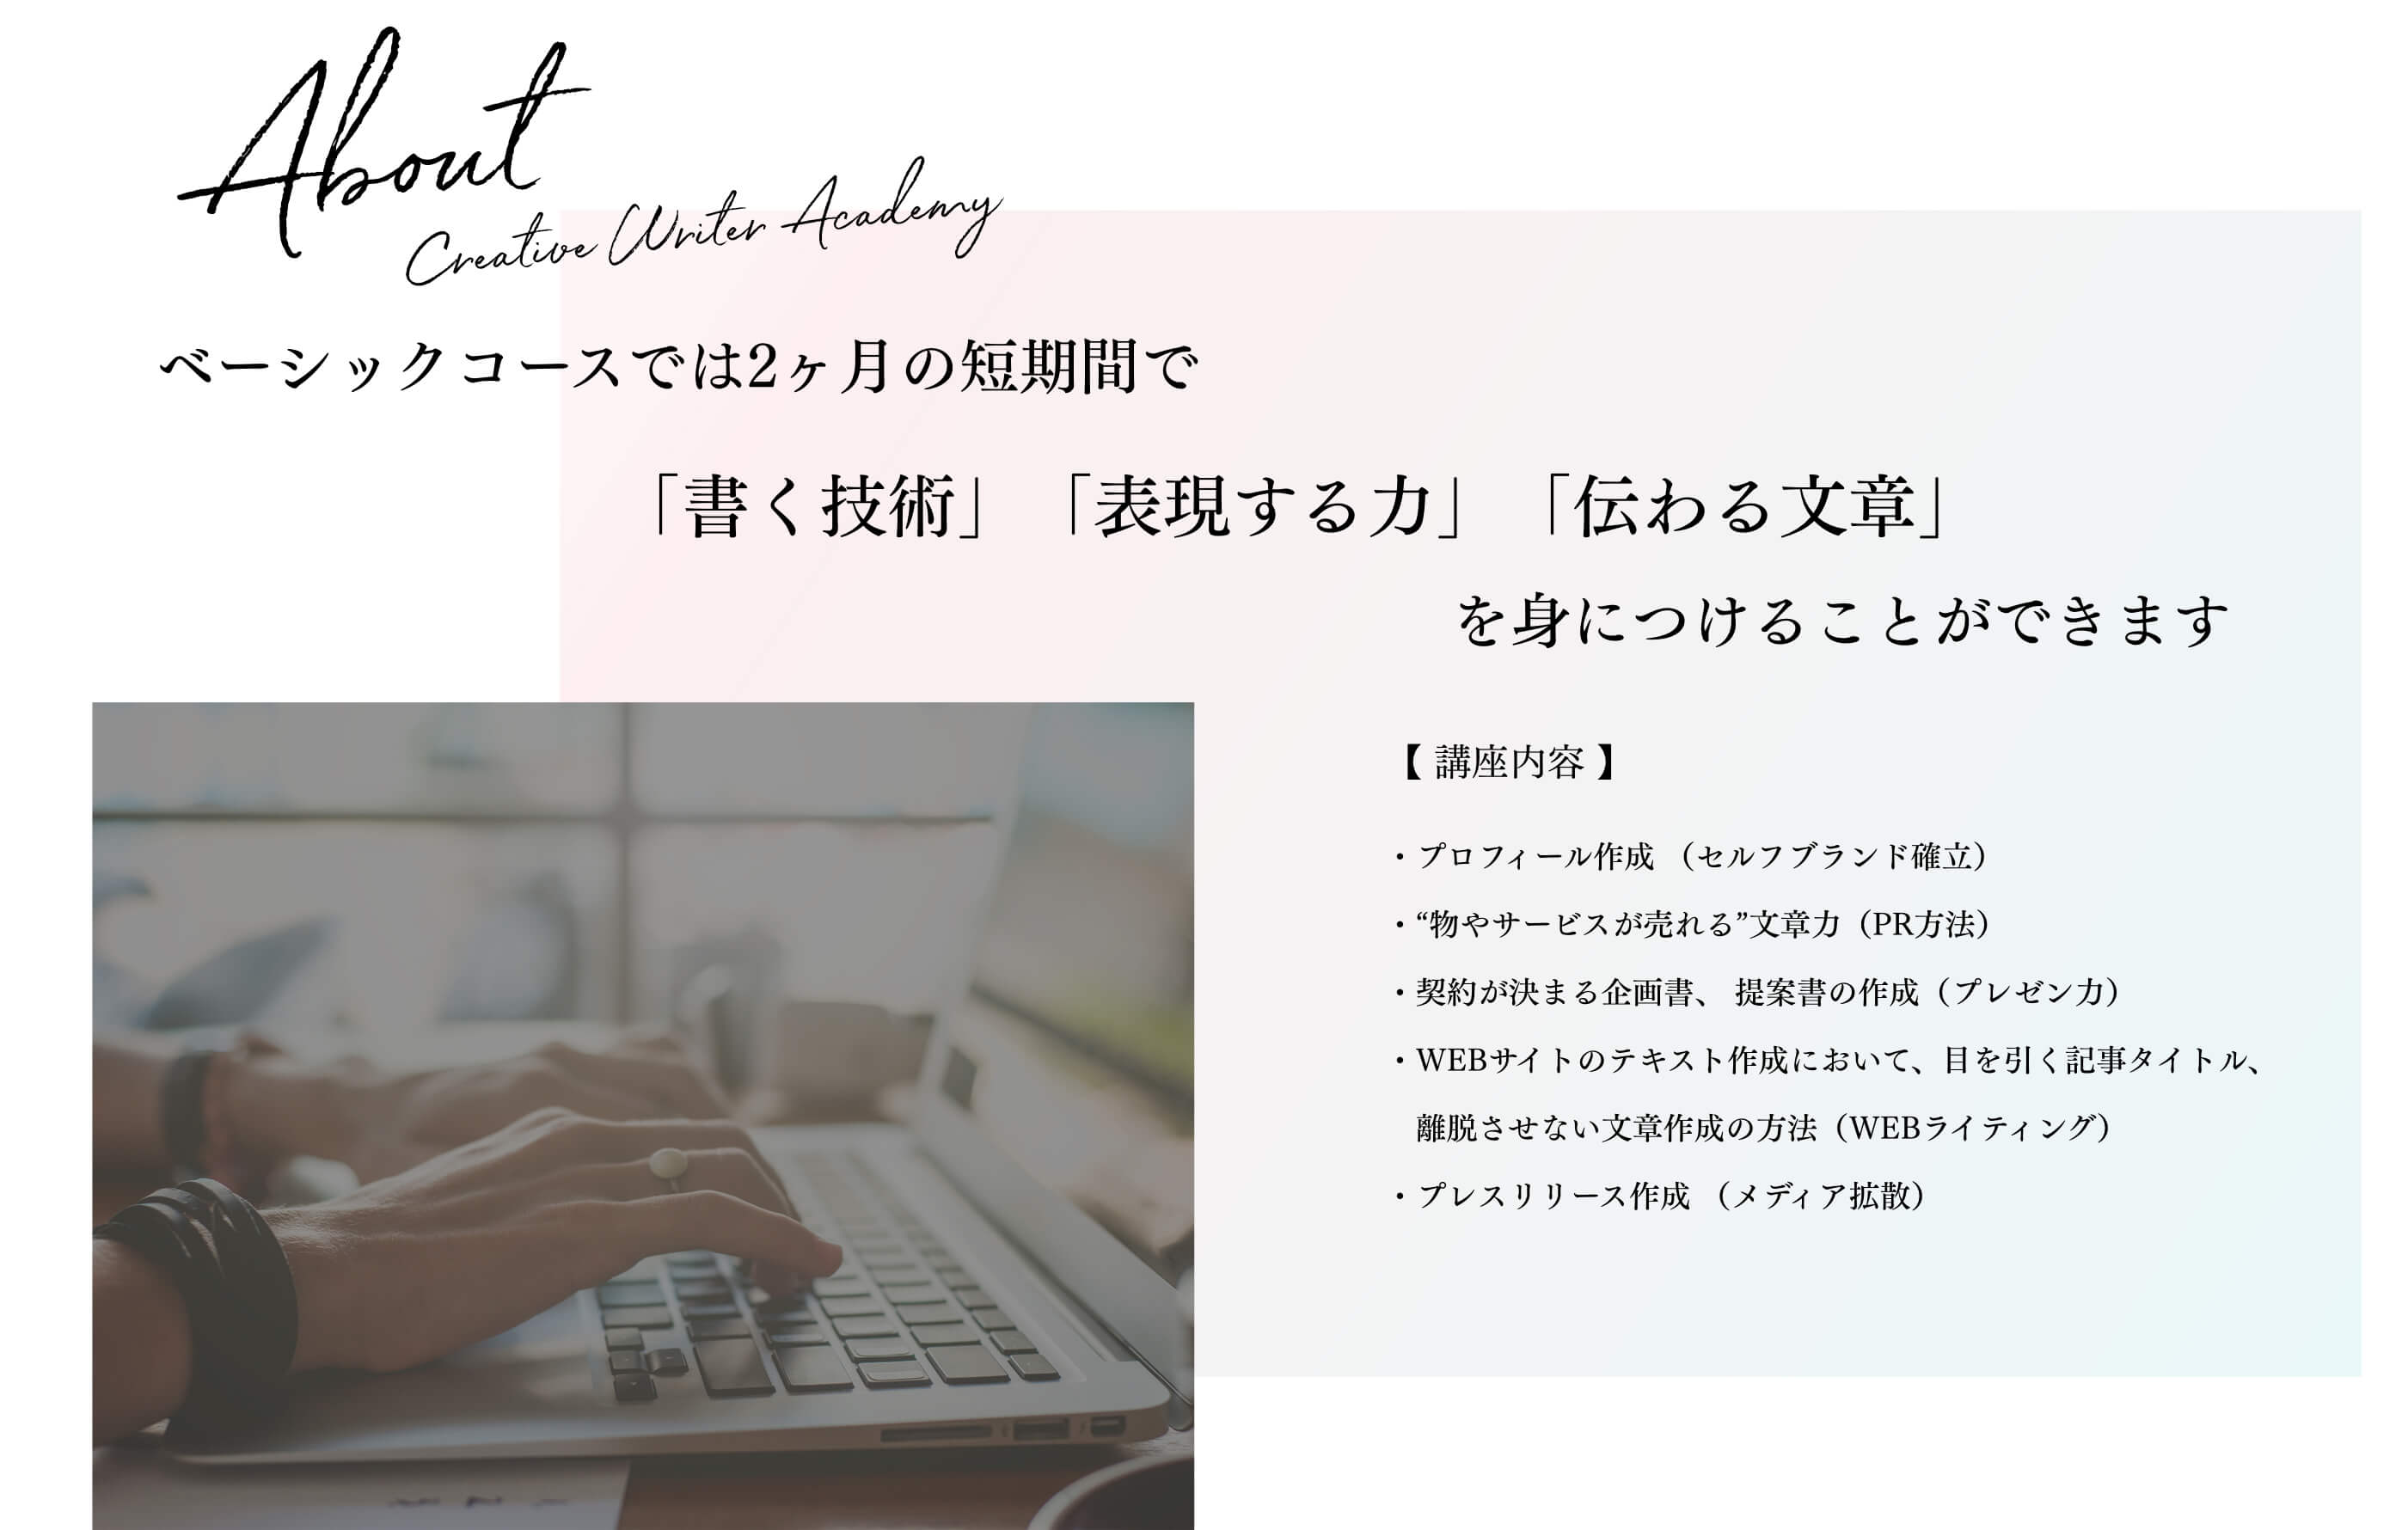 About
Creative Writer Academy
ベーシックコースでは2ヶ月の短期間で
「書く技術」「表現する力」「伝わる文章」
を身につけることができます
【 講座内容 】
・プロフィール作成 （セルフブランド確立）
・“物やサービスが売れる”文章力（PR方法）
・契約が決まる企画書、 提案書の作成（プレゼン力）
・WEBサイトのテキスト作成において、目を引く記事タイトル、
離脱させない文章作成の方法（WEBライティング）
・プレスリリース作成 （メディア拡散）